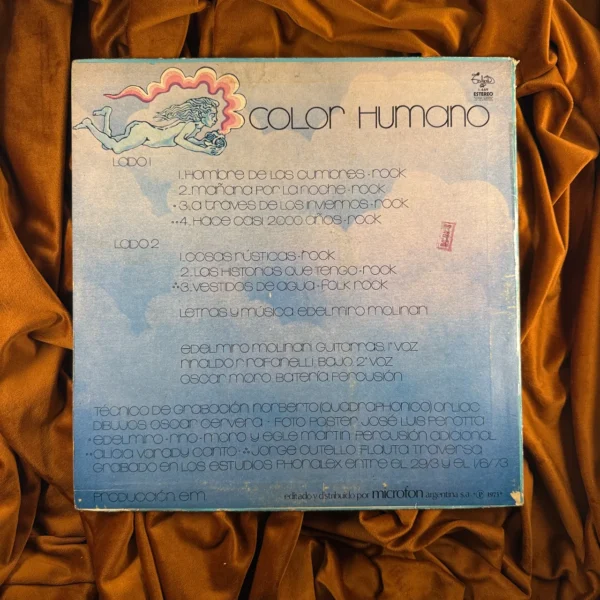 ESTEREO
COLOR HUMANO
LADO 1
1. HOMBRE DE LAS CUMBRES · ROCK
2. MAÑANA POR LA NOCHE · ROCK
• 3. A TRAVES DE LOS INVIERNOS · ROCK
•• 4. HACE CASI 2000 AÑOS · ROCK
LADO 2
1. COSAS RÚSTICAS · ROCK
2. LAS HISTORIAS QUE TENGO · ROCK
∴ 3. VESTIDOS DE AGUA · FOLK ROCK
LETRAS Y MÚSICA EDELMIRO MOLINARI
EDELMIRO MOLINARI: GUITARRAS, 1ª VOZ
RINALDO RAFANELLI: BAJO, 2ª VOZ
OSCAR MORO: BATERÍA PERCUSIÓN
TÉCNICO DE GRABACIÓN NORBERTO (QUADRAPHONICO) ORLIAC
DIBUJOS OSCAR CERVERA - FOTO POSTER JOSÉ LUIS PEROTTA
• EDELMIRO · RINO · MORO Y EGLE MARTIN PERCUSIÓN ADICIONAL
•• ALICIA VARADY CANTO · ∴ JORGE CUTELLO FLAUTA TRAVERSA
GRABADO EN LOS ESTUDIOS PHONALEX ENTRE EL 29/3 Y EL 1/6/73
PRODUCCIÓN E.M.
editado y distribuido por microfon argentina s.a.